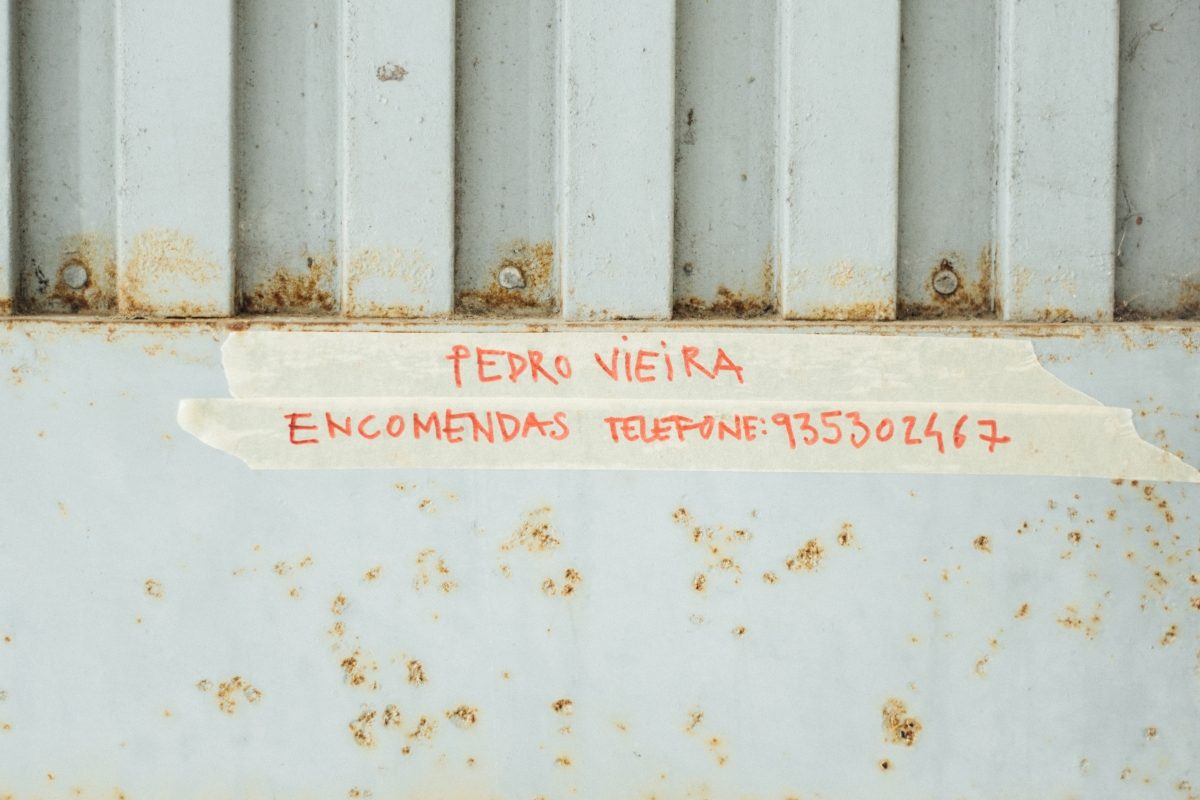 PEDRO VIEIRA
ENCOMENDAS TELEFONE: 935302467